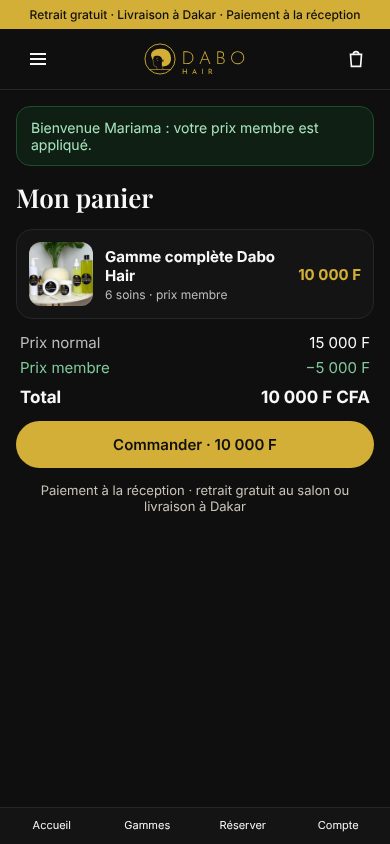 Retrait gratuit · Livraison à Dakar · Paiement à la réception
DABO
HAIR
Bienvenue Mariama : votre prix membre est
appliqué.
Mon panier
Gamme complète Dabo
Hair
10 000 F
6 soins · prix membre
Prix normal 15 000 F
Prix membre −5 000 F
Total 10 000 F CFA
Commander · 10 000 F
Paiement à la réception · retrait gratuit au salon ou
livraison à Dakar
Accueil Gammes Réserver Compte